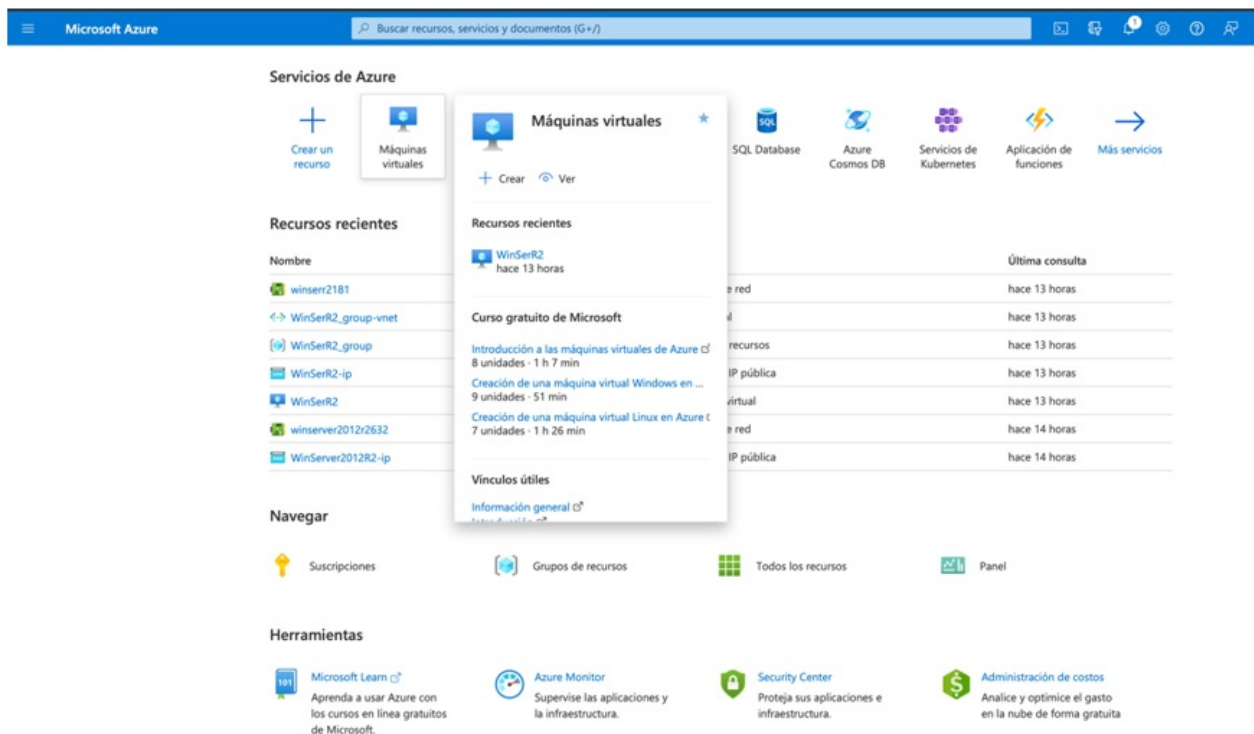 Microsoft Azure
Buscar recursos, servicios y documentos (G+/)
1
Servicios de Azure
Crear un
recurso
Máquinas
virtuales
SQL
SQL Database
Azure
Cosmos DB
Servicios de
Kubernetes
Aplicación de
funciones
Más servicios
Máquinas virtuales
Crear
Ver
Recursos recientes
WinSerR2
hace 13 horas
Curso gratuito de Microsoft
Introducción a las máquinas virtuales de Azure
8 unidades · 1 h 7 min
Creación de una máquina virtual Windows en ...
9 unidades · 51 min
Creación de una máquina virtual Linux en Azure
7 unidades · 1 h 26 min
Vínculos útiles
Información general
Recursos recientes
Nombre
Última consulta
winserr2181
e red
hace 13 horas
WinSerR2_group-vnet
hace 13 horas
WinSerR2_group
recursos
hace 13 horas
WinSerR2-ip
IP pública
hace 13 horas
WinSerR2
virtual
hace 13 horas
winserver2012r2632
e red
hace 14 horas
WinServer2012R2-ip
IP pública
hace 14 horas
Navegar
Suscripciones
Grupos de recursos
Todos los recursos
Panel
Herramientas
101
Microsoft Learn
Aprenda a usar Azure con
los cursos en línea gratuitos
de Microsoft.
Azure Monitor
Supervise las aplicaciones y
la infraestructura.
Security Center
Proteja sus aplicaciones e
infraestructura.
Administración de costos
Analice y optimice el gasto
en la nube de forma gratuita